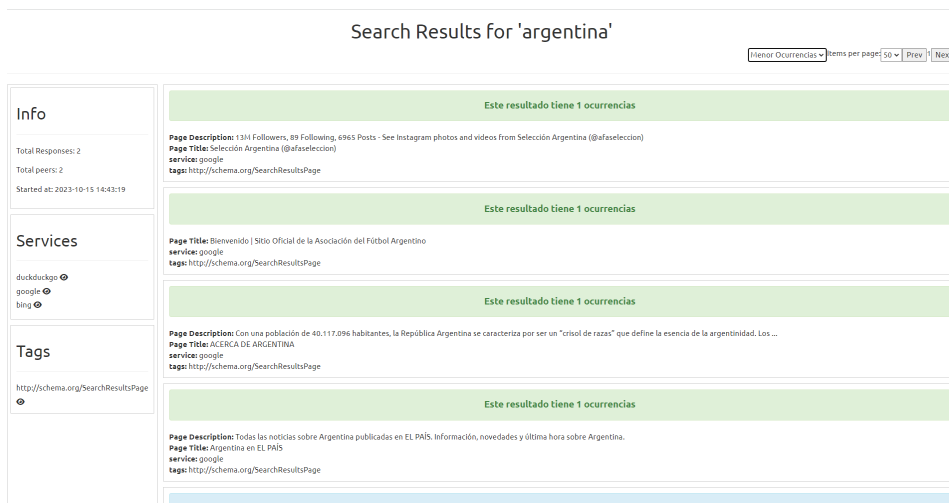 Search Results for 'argentina'
Menor Ocurrencias Items per page: 50 Prev 1 Nex
Info
Total Responses: 2
Total peers: 2
Started at: 2023-10-15 14:43:19
Services
duckduckgo
google
bing
Tags
http://schema.org/SearchResultsPage
Este resultado tiene 1 ocurrencias
Page Description: 13M Followers, 89 Following, 6965 Posts - See Instagram photos and videos from Selección Argentina (@afaseleccion)
Page Title: Selección Argentina (@afaseleccion)
service: google
tags: http://schema.org/SearchResultsPage
Este resultado tiene 1 ocurrencias
Page Title: Bienvenido | Sitio Oficial de la Asociación del Fútbol Argentino
service: google
tags: http://schema.org/SearchResultsPage
Este resultado tiene 1 ocurrencias
Page Description: Con una población de 40.117.096 habitantes, la República Argentina se caracteriza por ser un "crisol de razas" que define la esencia de la argentinidad. Los ...
Page Title: ACERCA DE ARGENTINA
service: google
tags: http://schema.org/SearchResultsPage
Este resultado tiene 1 ocurrencias
Page Description: Todas las noticias sobre Argentina publicadas en EL PAÍS. Información, novedades y última hora sobre Argentina.
Page Title: Argentina en EL PAÍS
service: google
tags: http://schema.org/SearchResultsPage